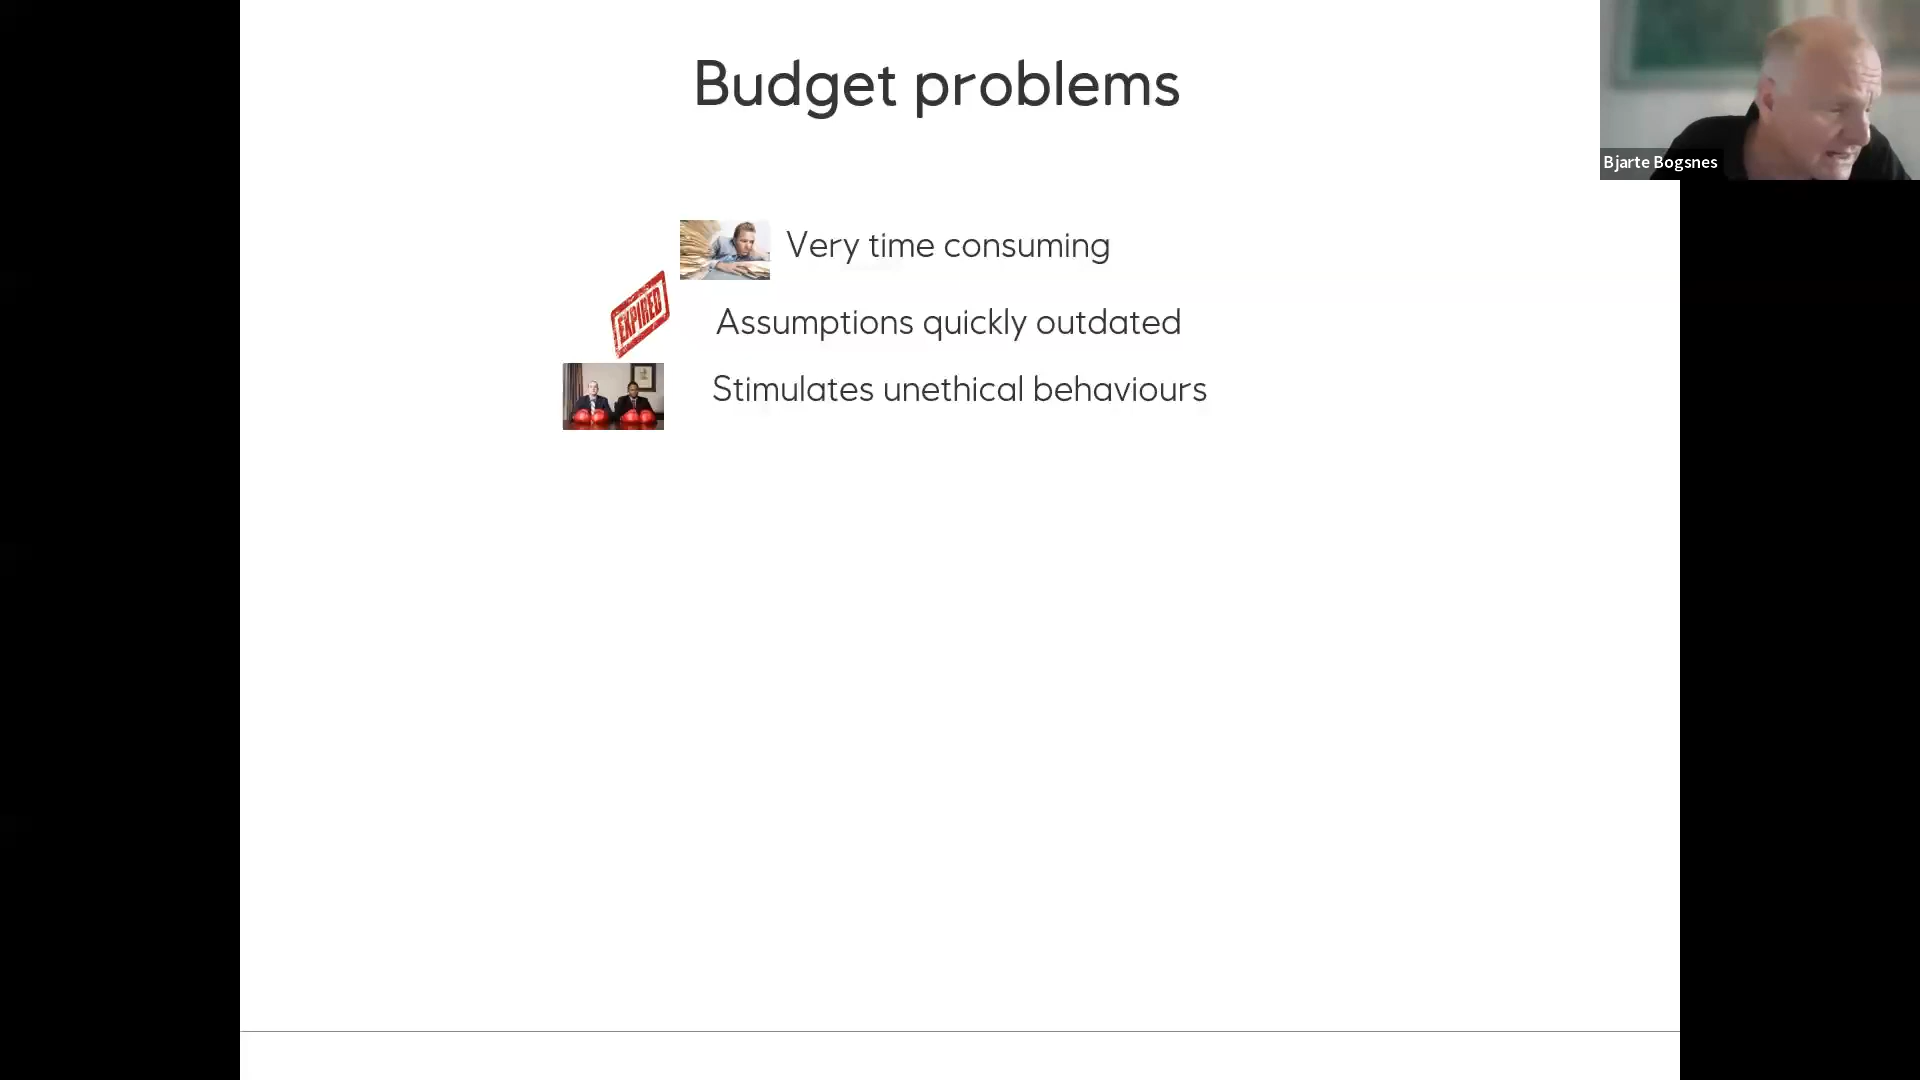 Budget problems
Bjarte Bogsnes
Very time consuming
EXPIRED
Assumptions quickly outdated
Stimulates unethical behaviours